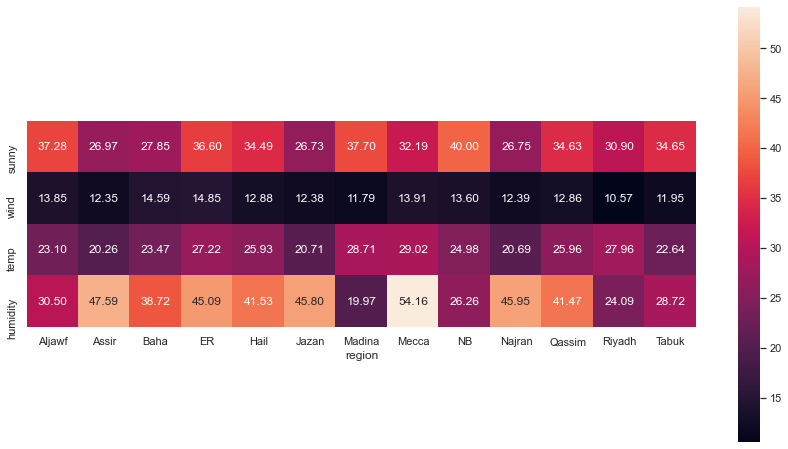 sunny 37.28 26.97 27.85 36.60 34.49 26.73 37.70 32.19 40.00 26.75 34.63 30.90 34.65
wind 13.85 12.35 14.59 14.85 12.88 12.38 11.79 13.91 13.60 12.39 12.86 10.57 11.95
temp 23.10 20.26 23.47 27.22 25.93 20.71 28.71 29.02 24.98 20.69 25.96 27.96 22.64
humidity 30.50 47.59 38.72 45.09 41.53 45.80 19.97 54.16 26.26 45.95 41.47 24.09 28.72
Aljawf Assir Baha ER Hail Jazan Madina Mecca NB Najran Qassim Riyadh Tabuk
region
50
45
40
35
30
25
20
15